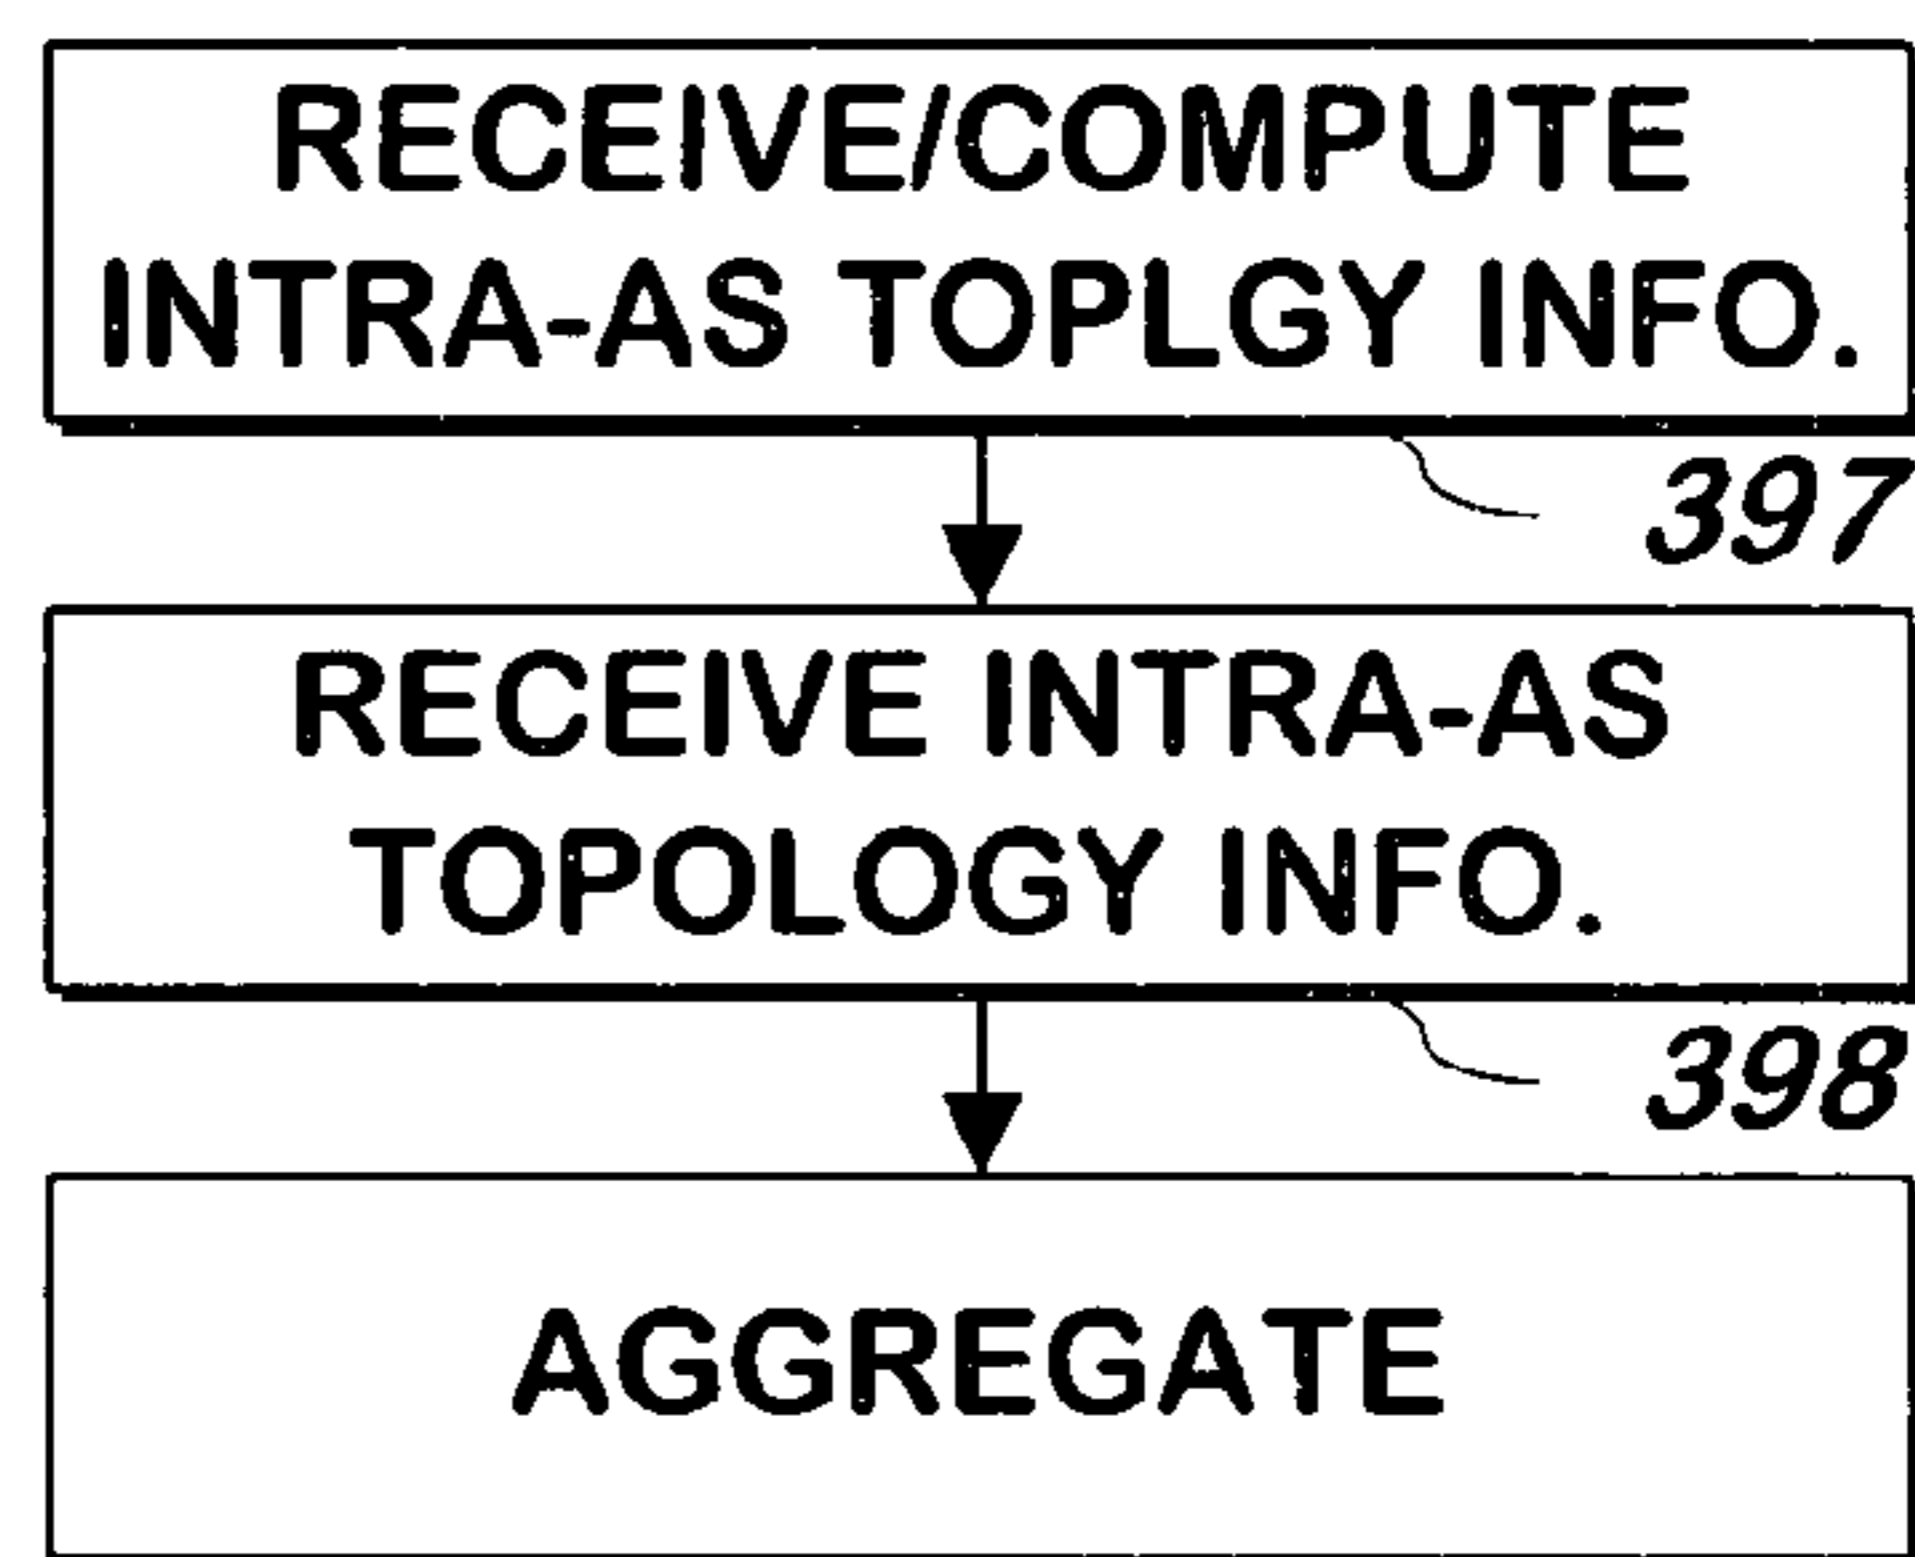 RECEIVE/COMPUTE
INTRA-AS TOPLGY INFO.
397
RECEIVE INTRA-AS
TOPOLOGY INFO.
398
AGGREGATE